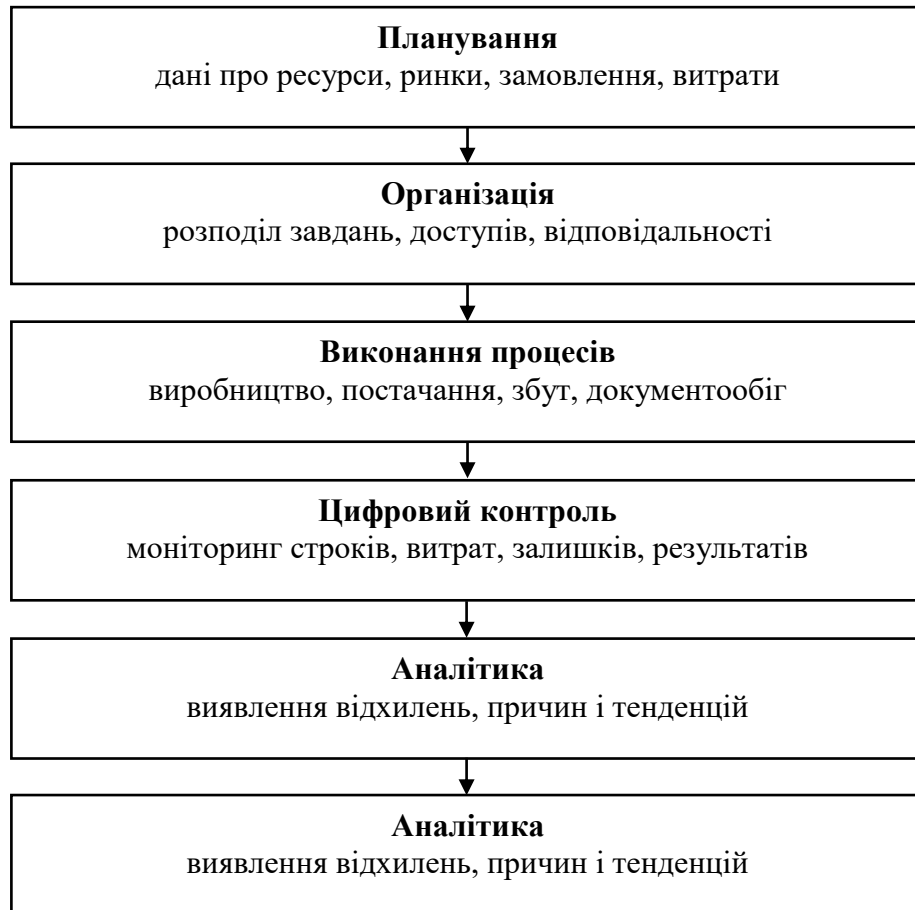 Планування
дані про ресурси, ринки, замовлення, витрати
Організація
розподіл завдань, доступів, відповідальності
Виконання процесів
виробництво, постачання, збут, документообіг
Цифровий контроль
моніторинг строків, витрат, залишків, результатів
Аналітика
виявлення відхилень, причин і тенденцій
Аналітика
виявлення відхилень, причин і тенденцій